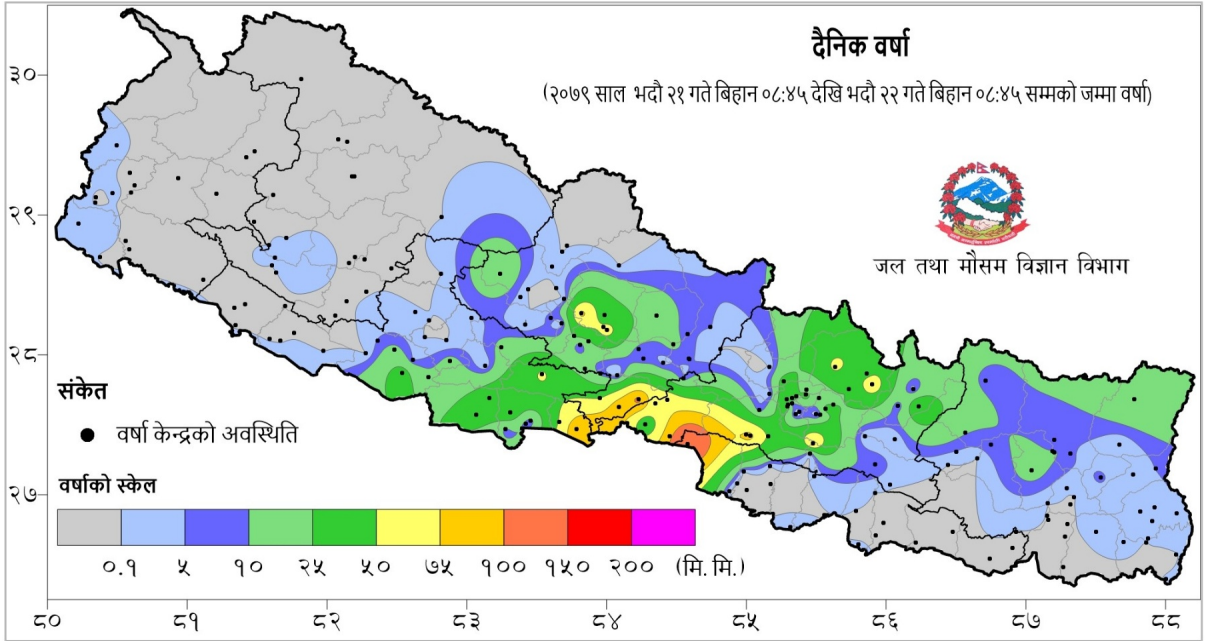 दैनिक वर्षा
(२०७९ साल भदौ २१ गते बिहान ०८:४५ देखि भदौ २२ गते बिहान ०८:४५ सम्मको जम्मा वर्षा)
जल तथा मौसम विज्ञान विभाग
३०
२९
२८
२७
संकेत
वर्षा केन्द्रको अवस्थिति
वर्षाको स्केल
०.१ ५ १० २५ ५० ७५ १०० १५० २०० (मि. मि.)
८० ८१ ८२ ८३ ८४ ८५ ८६ ८७ ८८